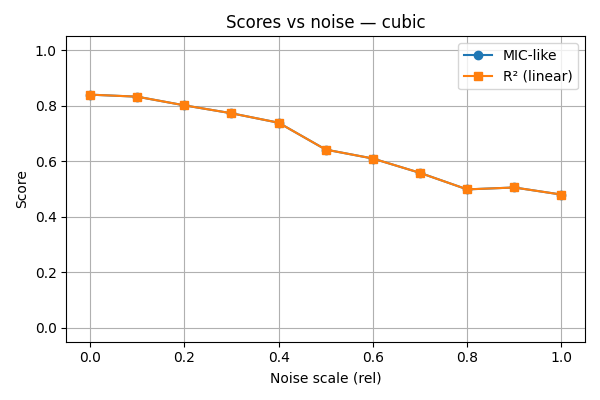 Scores vs noise — cubic
MIC-like
R² (linear)
Score
1.0
0.8
0.6
0.4
0.2
0.0
0.0 0.2 0.4 0.6 0.8 1.0
Noise scale (rel)